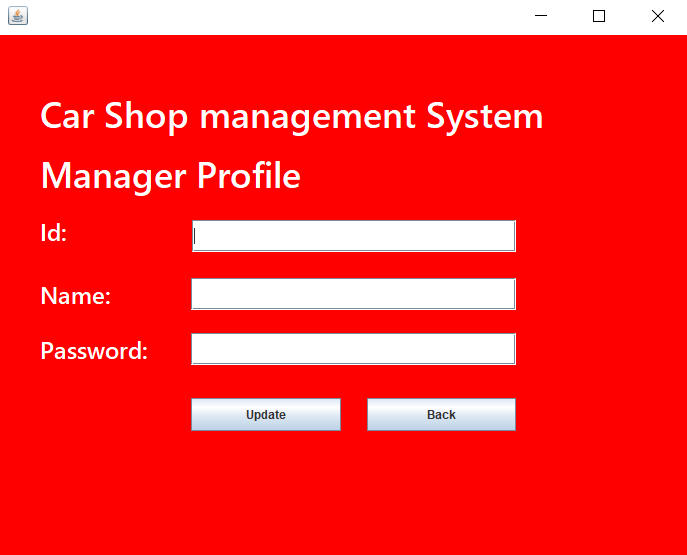 Car Shop management System
Manager Profile
Id:
Name:
Password:
Update Back